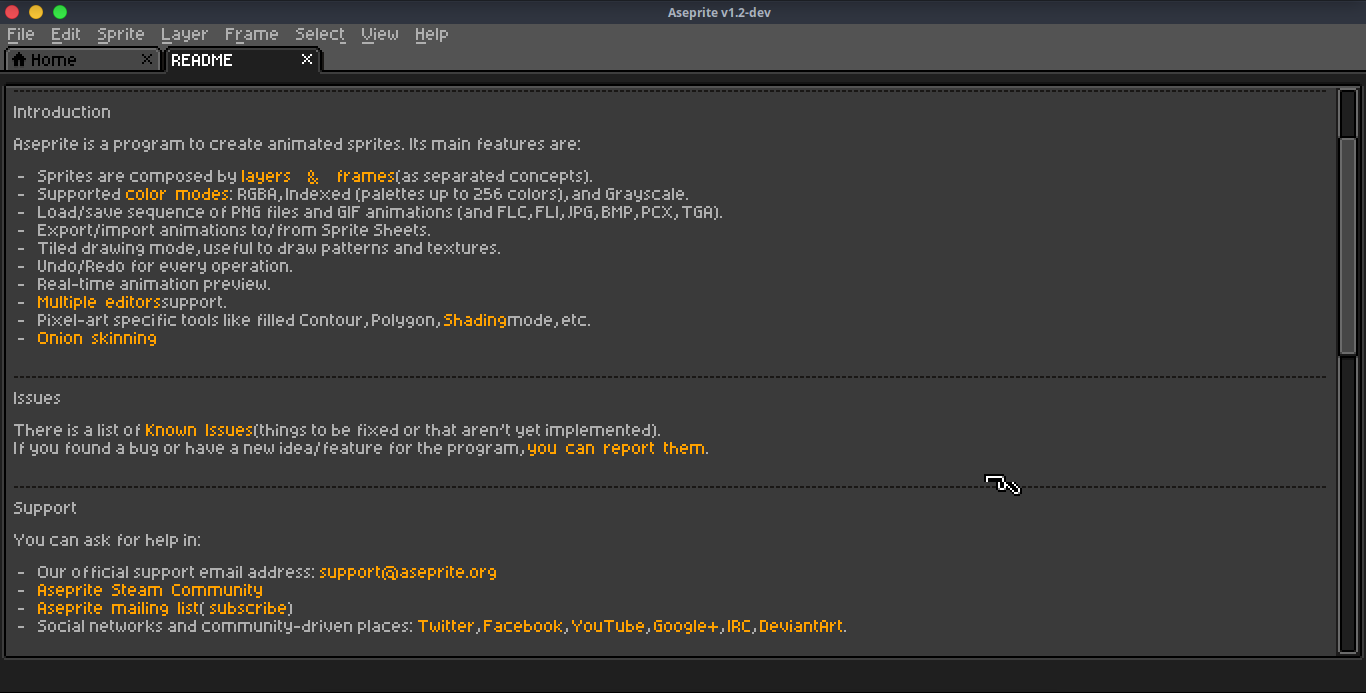 Aseprite v1.2-dev
File Edit Sprite Layer Frame Select View Help
Home README
Introduction
Aseprite is a program to create animated sprites. Its main features are:
- Sprites are composed by layers & frames(as separated concepts).
- Supported color modes: RGBA,Indexed (palettes up to 256 colors),and Grayscale.
- Load/save sequence of PNG files and GIF animations (and FLC,FLI,JPG,BMP,PCX,TGA).
- Export/import animations to/from Sprite Sheets.
- Tiled drawing mode,useful to draw patterns and textures.
- Undo/Redo for every operation.
- Real-time animation preview.
- Multiple editorssupport.
- Pixel-art specific tools like filled Contour,Polygon,Shadingmode,etc.
- Onion skinning
Issues
There is a list of Known Issues(things to be fixed or that aren't yet implemented).
If you found a bug or have a new idea/feature for the program,you can report them.
Support
You can ask for help in:
- Our official support email address: support@aseprite.org
- Aseprite Steam Community
- Aseprite mailing list( subscribe)
- Social networks and community-driven places: Twitter,Facebook,YouTube,Google+,IRC,DeviantArt.